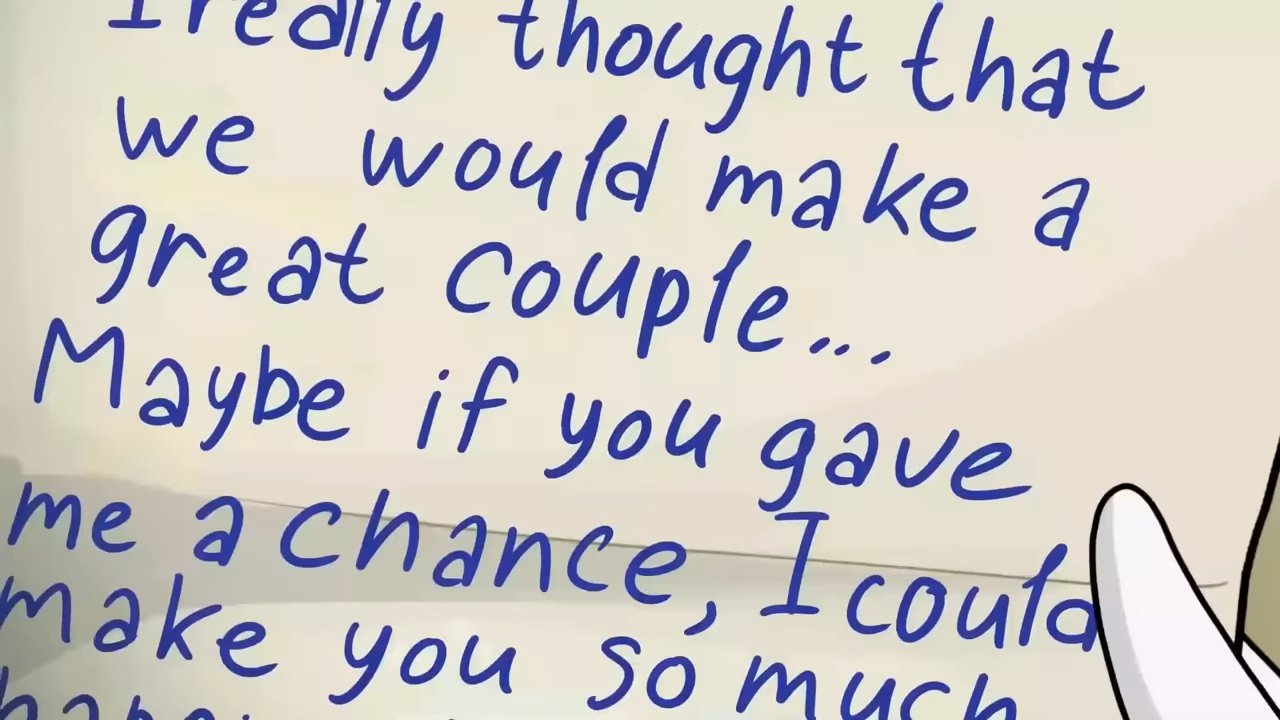 I really thought that
we would make a
great couple...
Maybe if you gave
me a chance, I could
make you so much